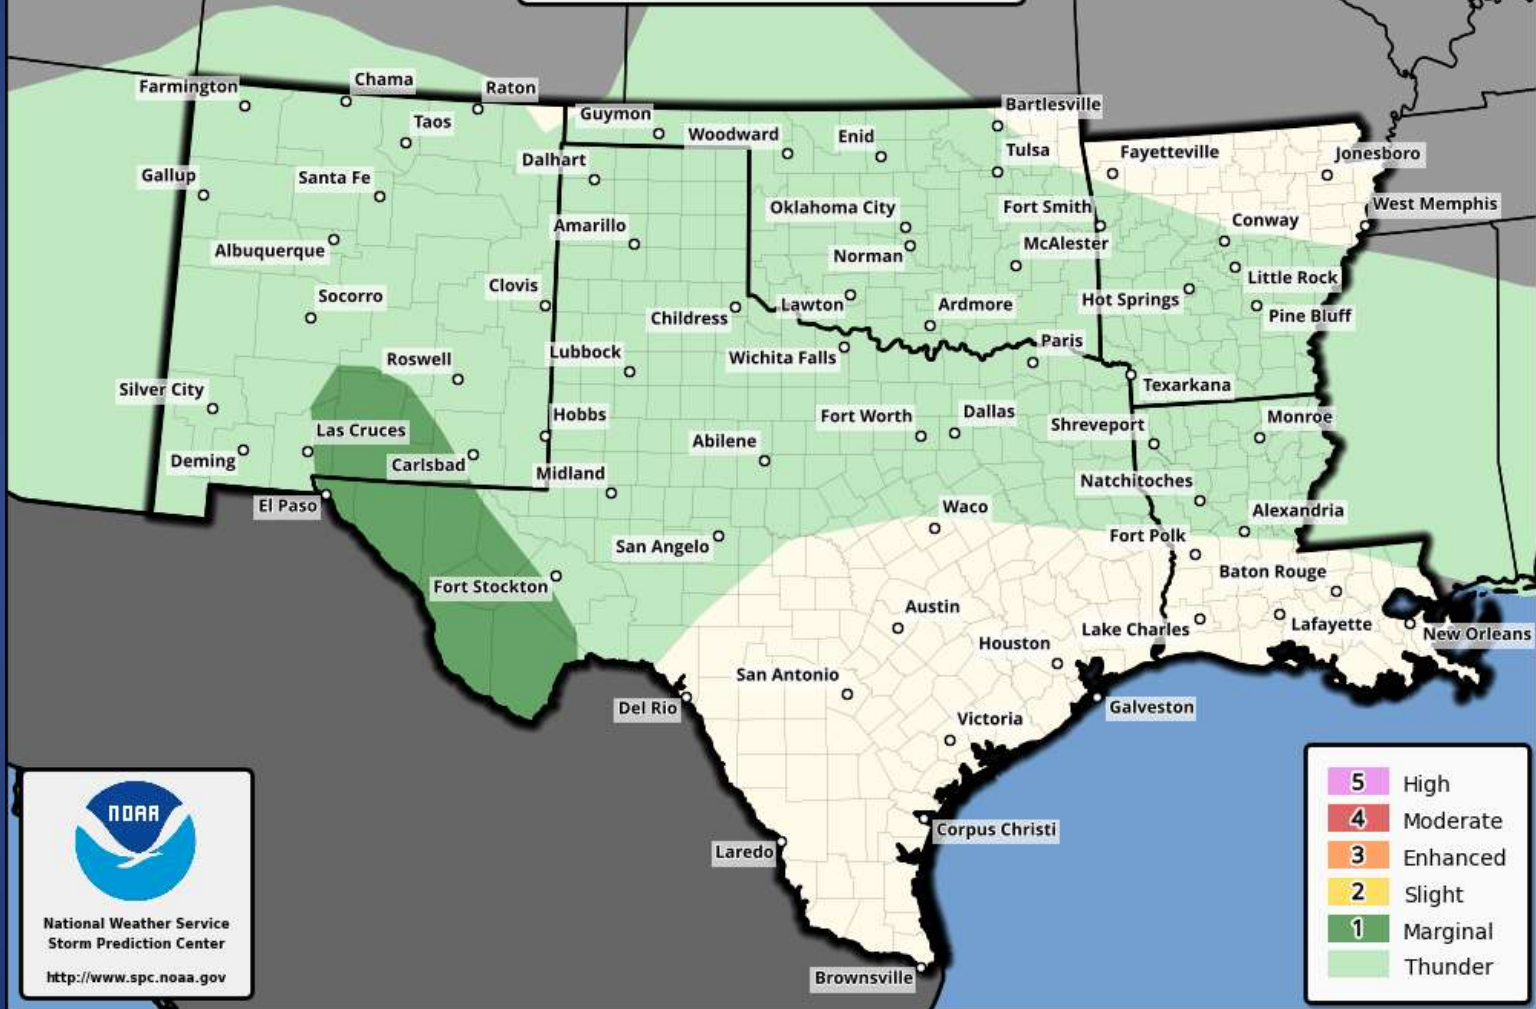 Farmington
Chama
Raton
Taos
Guymon
Woodward
Enid
Bartlesville
Tulsa
Fayetteville
Jonesboro
Gallup
Santa Fe
Dalhart
Amarillo
Oklahoma City
Norman
Fort Smith
McAlester
Conway
West Memphis
Albuquerque
Socorro
Clovis
Childress
Lawton
Ardmore
Hot Springs
Little Rock
Pine Bluff
Roswell
Lubbock
Wichita Falls
Paris
Texarkana
Silver City
Las Cruces
Hobbs
Abilene
Fort Worth
Dallas
Shreveport
Monroe
Deming
Carlsbad
Midland
El Paso
Natchitoches
Alexandria
Waco
San Angelo
Fort Polk
Fort Stockton
Baton Rouge
Austin
Houston
Lake Charles
Lafayette
New Orleans
San Antonio
Del Rio
Victoria
Galveston
Corpus Christi
Laredo
Brownsville
NOAA
National Weather Service
Storm Prediction Center
http://www.spc.noaa.gov
5 High
4 Moderate
3 Enhanced
2 Slight
1 Marginal
Thunder